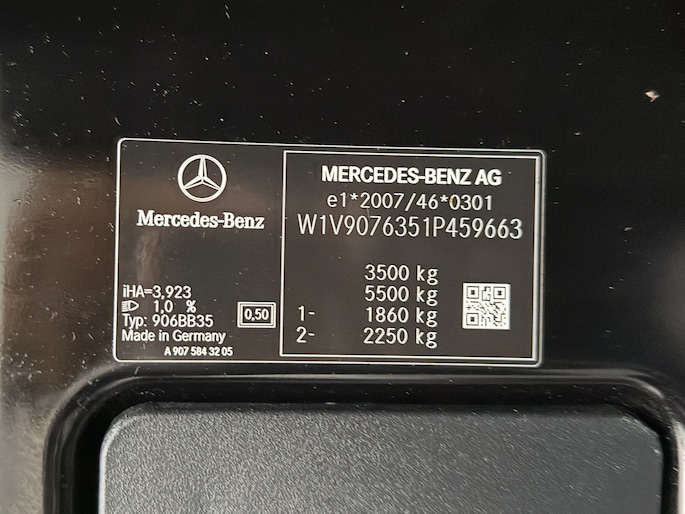 Mercedes-Benz
iHA=3,923
1,0 %
Typ: 906BB35
Made in Germany
0,50
A 907 584 32 05
MERCEDES-BENZ AG
e1*2007/46*0301
W1V9076351P459663
3500 kg
5500 kg
1- 1860 kg
2- 2250 kg